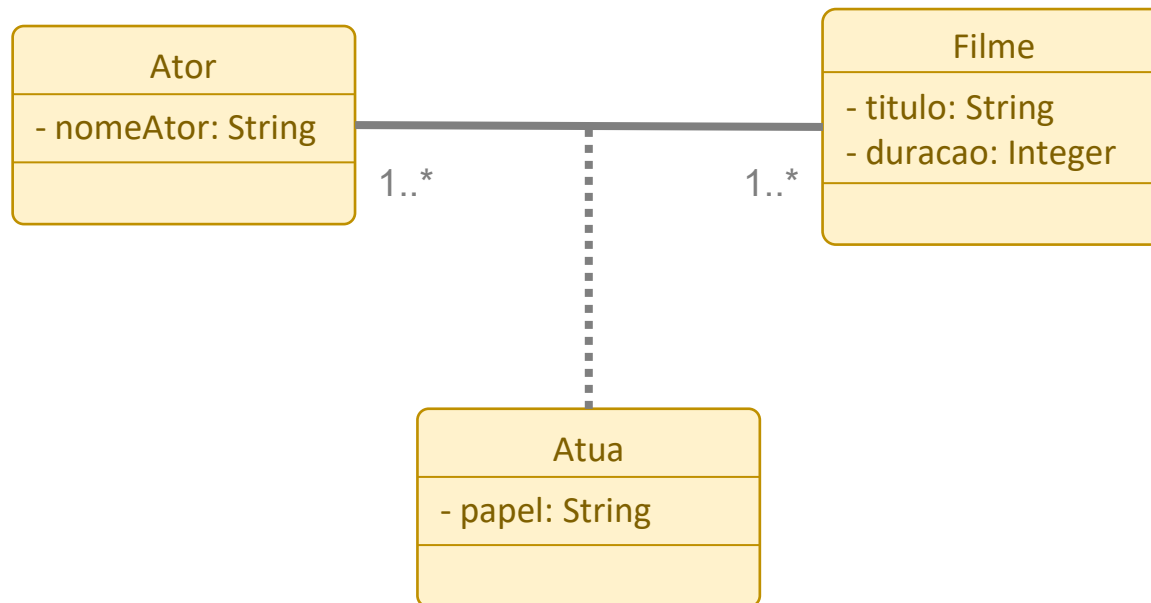 Ator
- nomeAtor: String
1..*
1..*
Filme
- titulo: String
- duracao: Integer
Atua
- papel: String